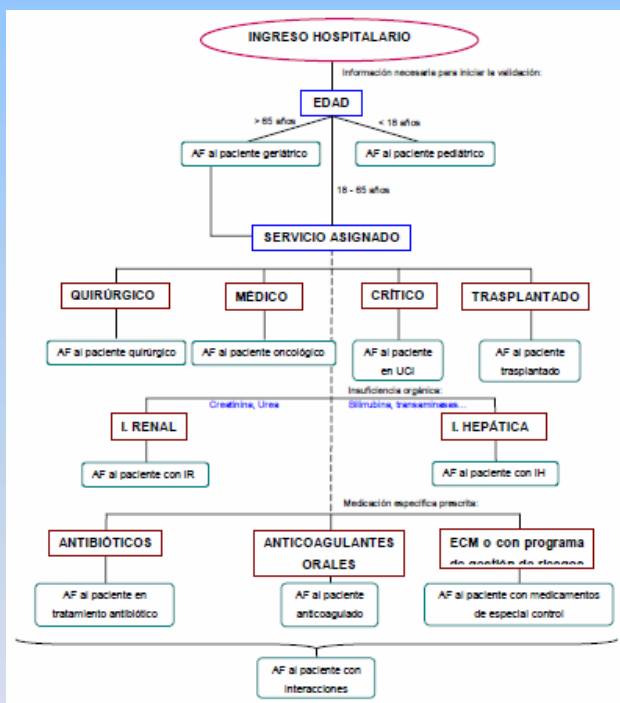 INGRESO HOSPITALARIO
Información necesaria para iniciar la validación:
EDAD
> 65 años
< 18 años
AF al paciente geriátrico
AF al paciente pediátrico
18 - 65 años
SERVICIO ASIGNADO
QUIRÚRGICO
MÉDICO
CRÍTICO
TRASPLANTADO
AF al paciente quirúrgico
AF al paciente oncológico
AF al paciente
en UCI
AF al paciente
trasplantado
Insuficiencia orgánica:
Creatinina, Urea
Bilirrubina, transaminasas...
I. RENAL
I. HEPÁTICA
AF al paciente con IR
AF al paciente con IH
Medicación específica prescrita:
ANTIBIÓTICOS
ANTICOAGULANTES
ORALES
ECM o con programa
de gestión de riesgos
AF al paciente en
tratamiento antibiótico
AF al paciente
anticoagulado
AF al paciente con medicamentos
de especial control
AF al paciente con
interacciones